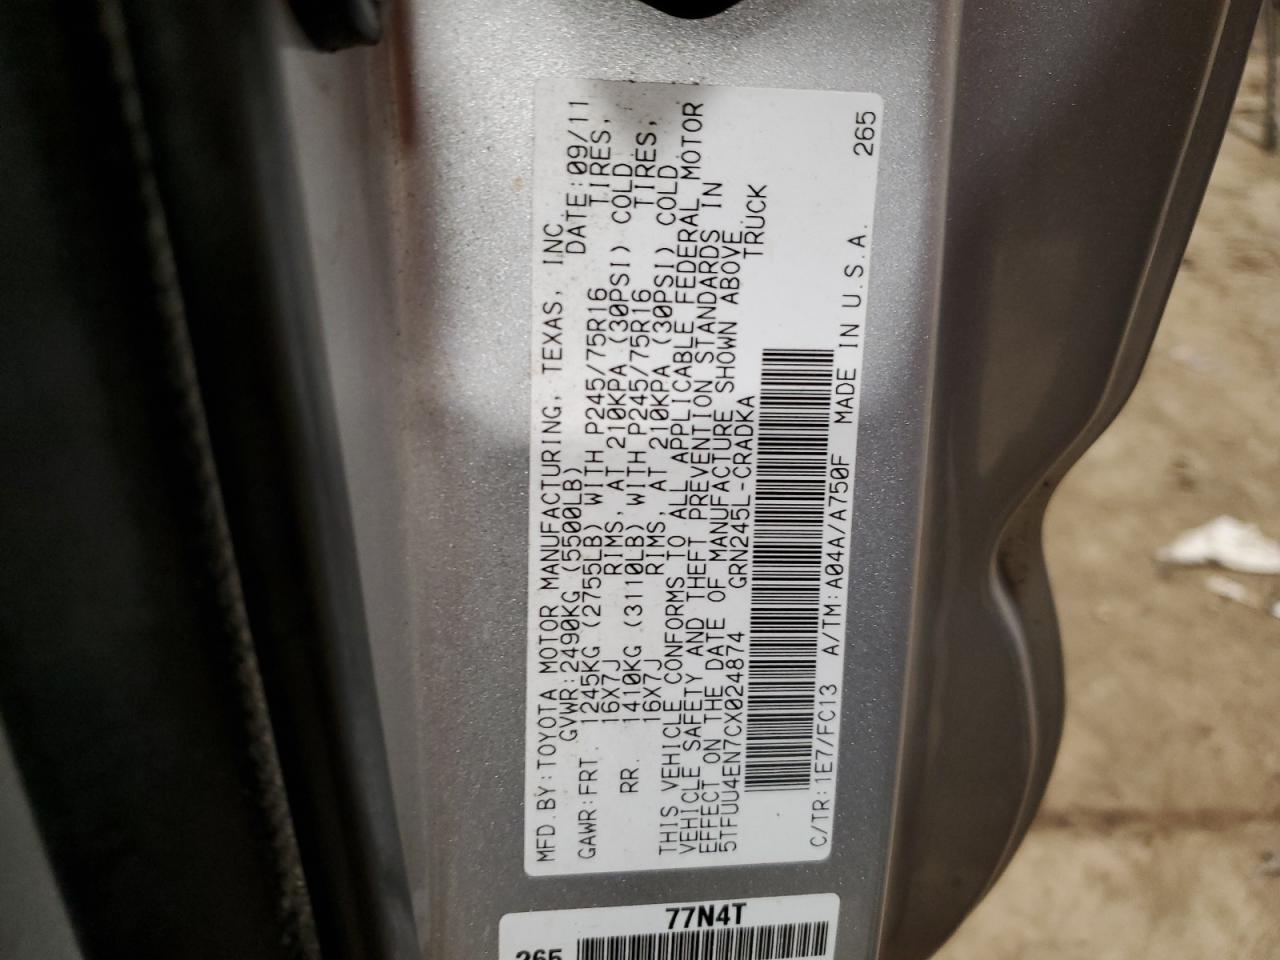 MFD.BY:TOYOTA MOTOR MANUFACTURING, TEXAS, INC.
GVWR:2490KG(5500LB) DATE:09/11
GAWR:FRT. 1245KG (2755LB) WITH P245/75R16 TIRES,
16X7J RIMS, AT 210KPA (30PSI) COLD
RR. 1410KG (3110LB) WITH P245/75R16 TIRES,
16X7J RIMS, AT 210KPA (30PSI) COLD.
THIS VEHICLE CONFORMS TO ALL APPLICABLE FEDERAL MOTOR
VEHICLE SAFETY AND THEFT PREVENTION STANDARDS IN
EFFECT ON THE DATE OF MANUFACTURE SHOWN ABOVE.
5TFUU4EN7CX024874 GRN245L-CRADKA TRUCK
C/TR:1E7/FC13 A/TM:A04A/A750F MADE IN U.S.A. 265
77N4T
265